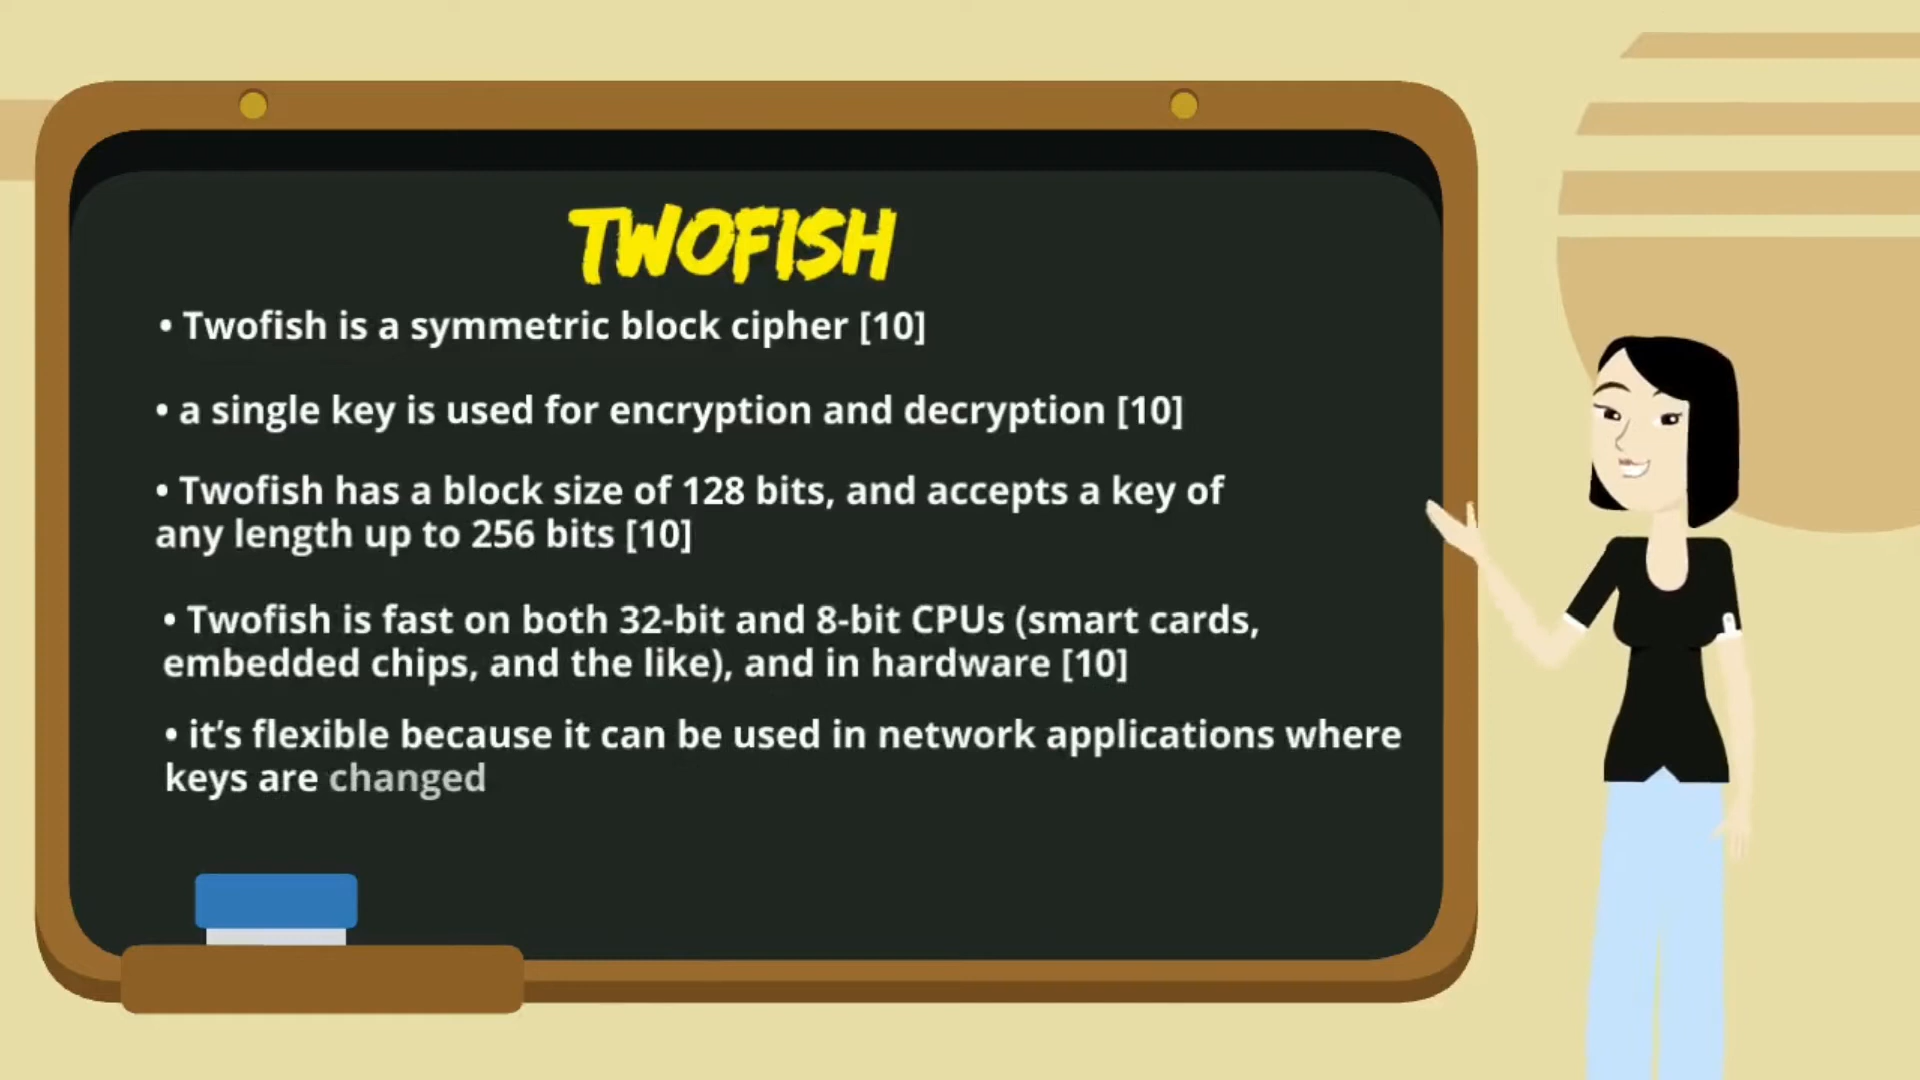 TWOFISH
• Twofish is a symmetric block cipher [10]
• a single key is used for encryption and decryption [10]
• Twofish has a block size of 128 bits, and accepts a key of
any length up to 256 bits [10]
• Twofish is fast on both 32-bit and 8-bit CPUs (smart cards,
embedded chips, and the like), and in hardware [10]
• it’s flexible because it can be used in network applications where
keys are changed